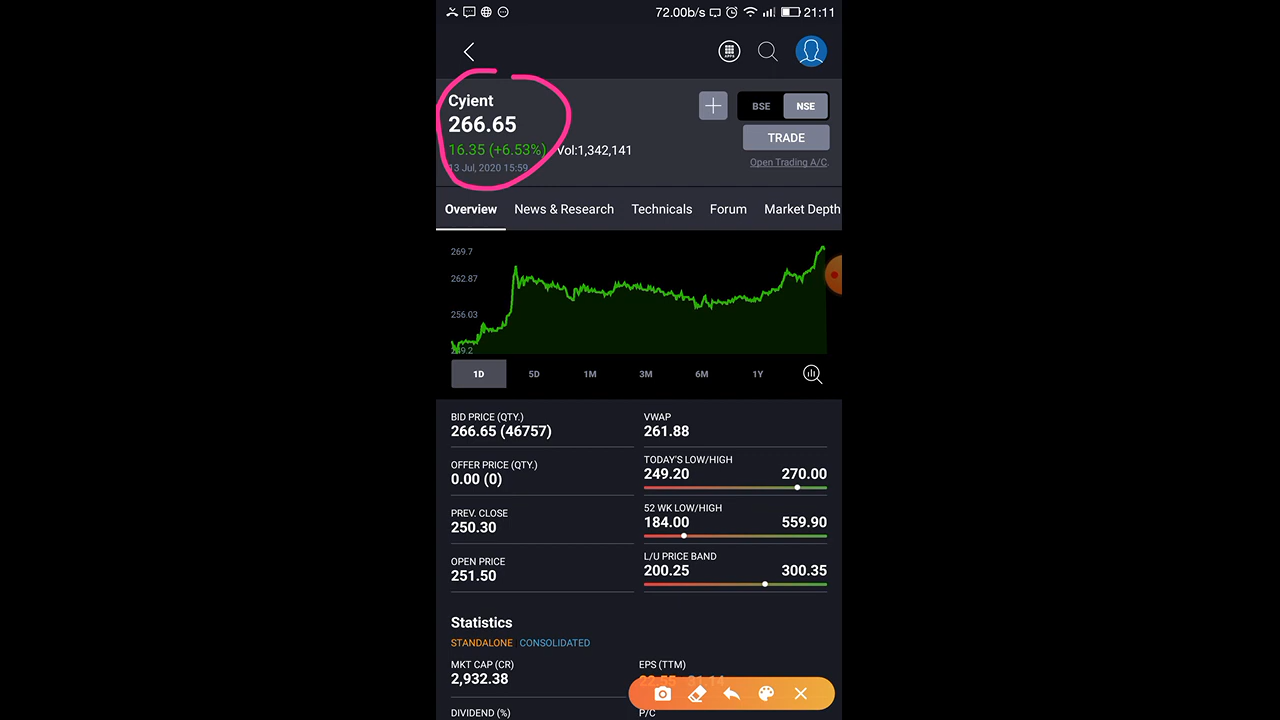 72.00b/s 21:11
Cyient
266.65
16.35 (+6.53%) Vol:1,342,141
13 Jul, 2020 15:59
APPS
BSE NSE
TRADE
Open Trading A/C.
Overview News & Research Technicals Forum Market Depth
269.7
262.87
256.03
249.2
1D 5D 1M 3M 6M 1Y
BID PRICE (QTY.)
266.65 (46757)
VWAP
261.88
OFFER PRICE (QTY.)
0.00 (0)
TODAY'S LOW/HIGH
249.20 270.00
PREV. CLOSE
250.30
52 WK LOW/HIGH
184.00 559.90
OPEN PRICE
251.50
L/U PRICE BAND
200.25 300.35
Statistics
STANDALONE CONSOLIDATED
MKT CAP (CR)
2,932.38
EPS (TTM)
DIVIDEND (%)
P/C